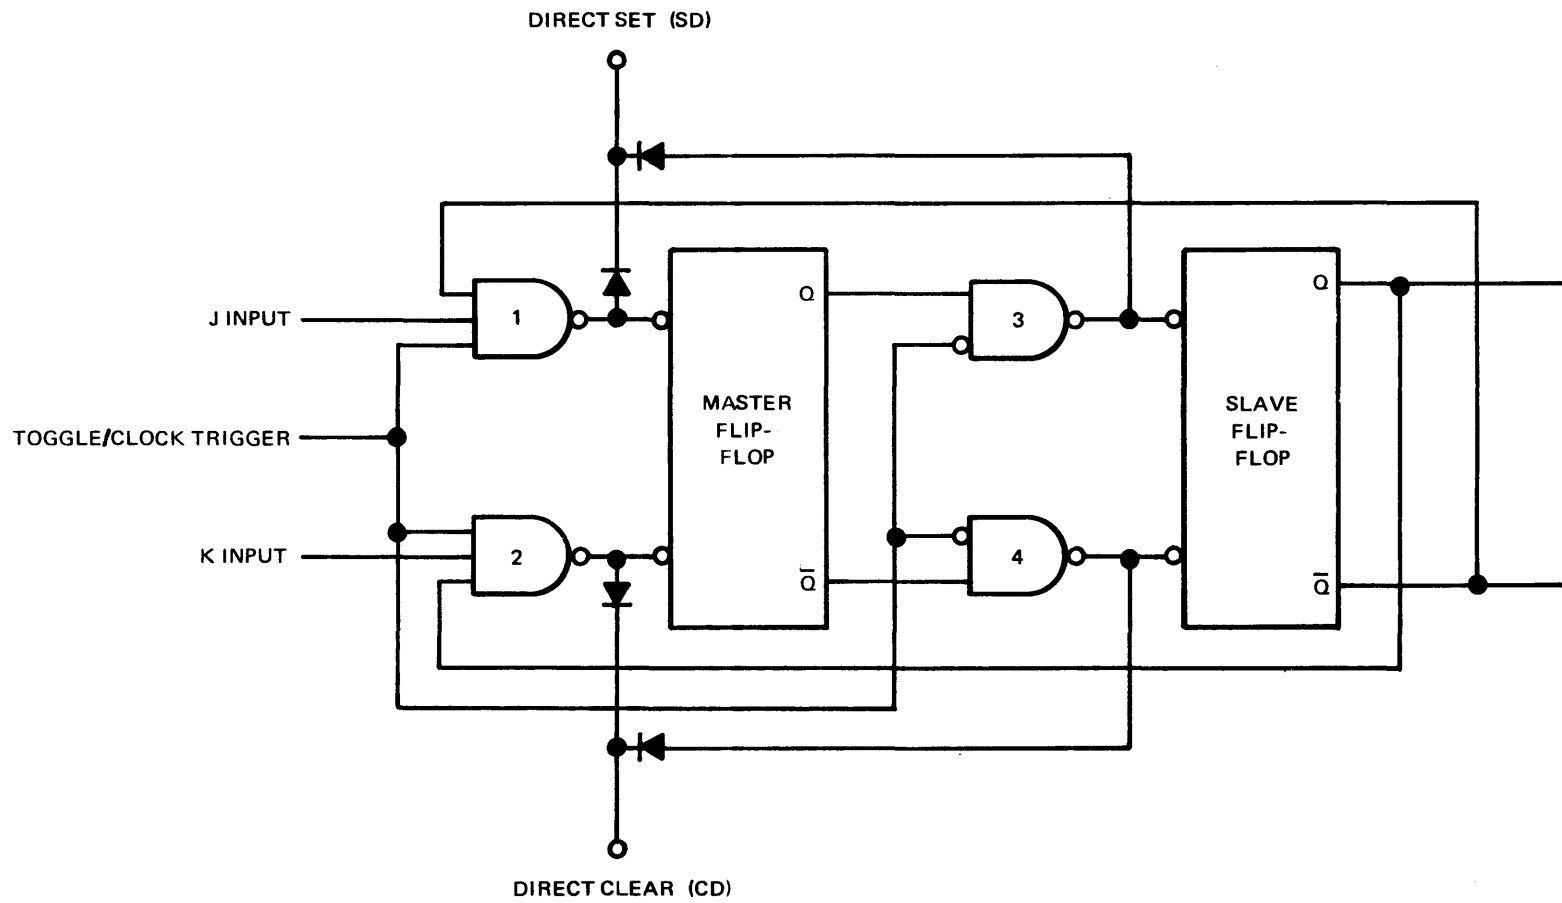 DIRECT SET (SD)
J INPUT
1
Q
3
Q
MASTER
FLIP-
FLOP
SLAVE
FLIP-
FLOP
TOGGLE/CLOCK TRIGGER
K INPUT
2
Q̅
4
Q̅
DIRECT CLEAR (CD)